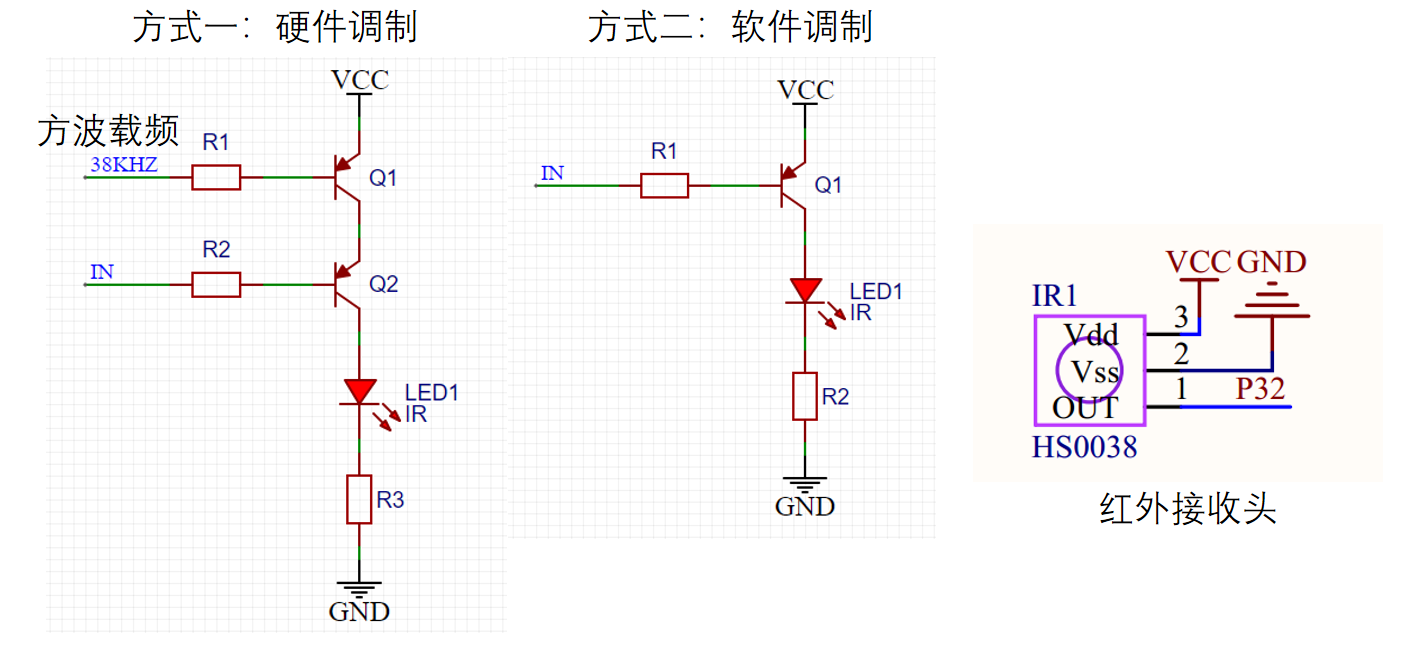 方式一：硬件调制
VCC
方波载频
38KHZ
R1
Q1
IN
R2
Q2
LED1
IR
R3
GND
方式二：软件调制
VCC
IN
R1
Q1
LED1
IR
R2
GND
VCC GND
IR1
Vdd
3
Vss
2
OUT
1
P32
HS0038
红外接收头